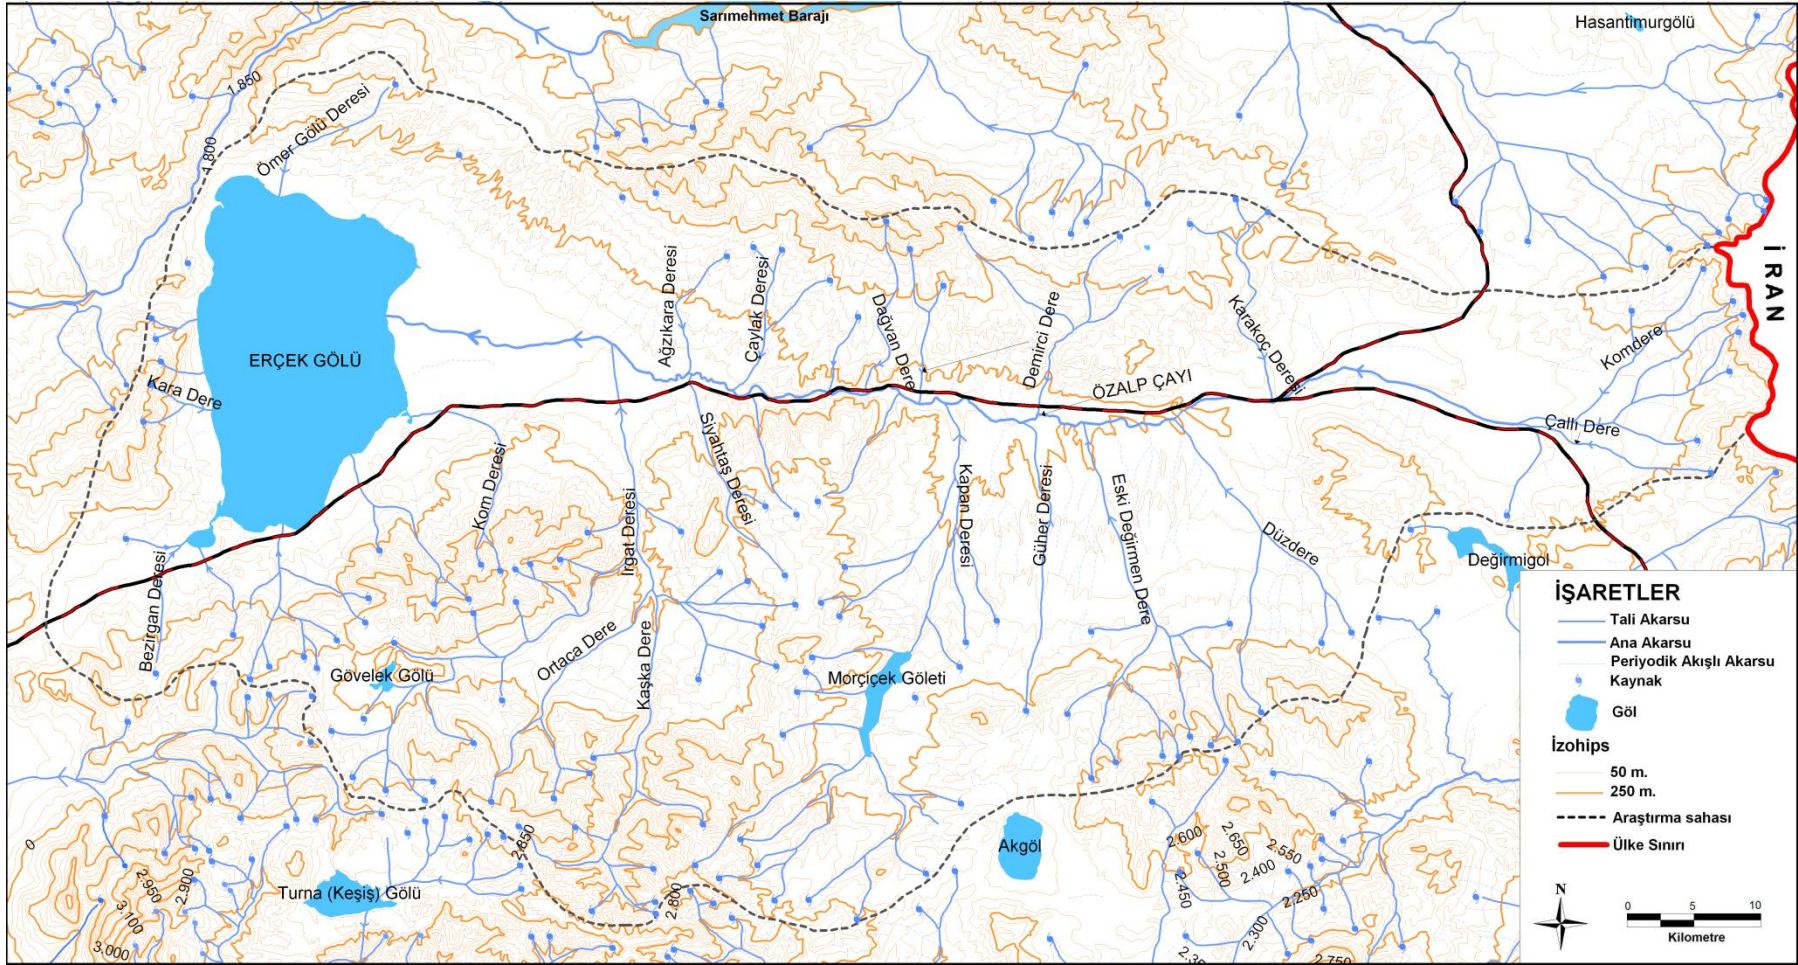 Sarımehmet Barajı
Hasantimurgölü
1.850
Ömer Gölü Deresi
1.800
İRAN
Ağzıkara Deresi
Çaylak Deresi
Dağvan Dere
Demirci Dere
Karakoç Deresi
Komdere
ERÇEK GÖLÜ
Kara Dere
ÖZALP ÇAYI
Çallı Dere
Siyahtaş Deresi
Kom Deresi
Irgat Deresi
Kapan Deresi
Güher Deresi
Eski Değirmen Dere
Düzdere
Değirmigol
Bezirgan Deresi
Ortaca Dere
Kaşka Dere
Gövelek Gölü
Morçiçek Göleti
Akgöl
Turna (Keşiş) Gölü
0
2.950
2.900
3.100
3.000
2.850
2.800
2.600
2.650
2.550
2.500
2.400
2.450
2.250
2.300
2.750
İŞARETLER
Tali Akarsu
Ana Akarsu
Periyodik Akışlı Akarsu
Kaynak
Göl
İzohips
50 m.
250 m.
Araştırma sahası
Ülke Sınırı
N
0 5 10
Kilometre